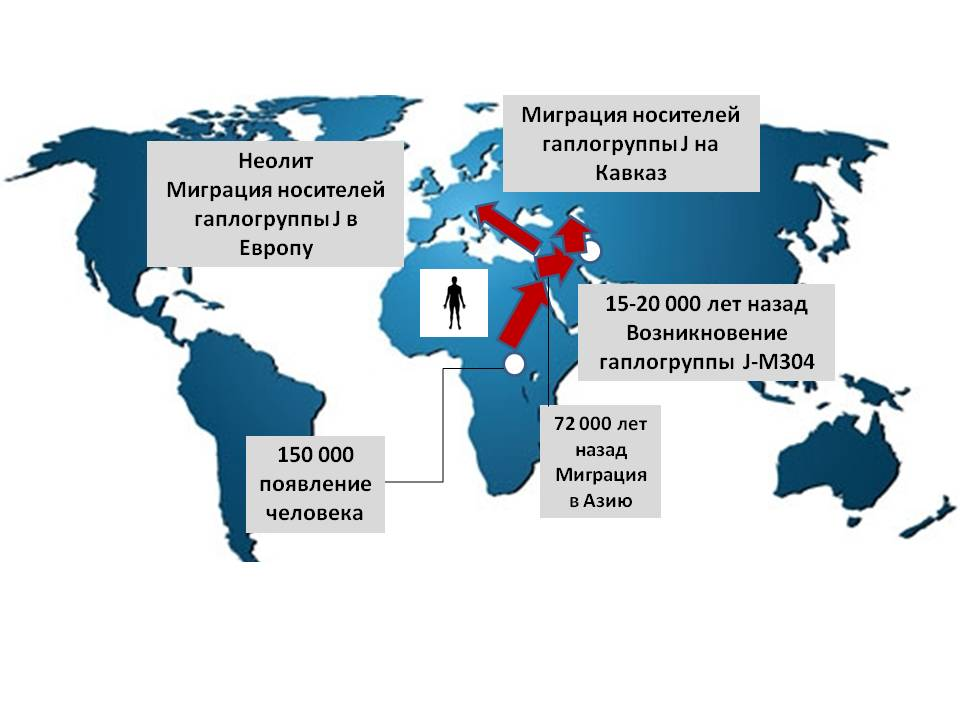 Миграция носителей
гаплогруппы J на
Кавказ
Неолит
Миграция носителей
гаплогруппы J в
Европу
15-20 000 лет назад
Возникновение
гаплогруппы J-M304
72 000 лет
назад
Миграция
в Азию
150 000
появление
человека